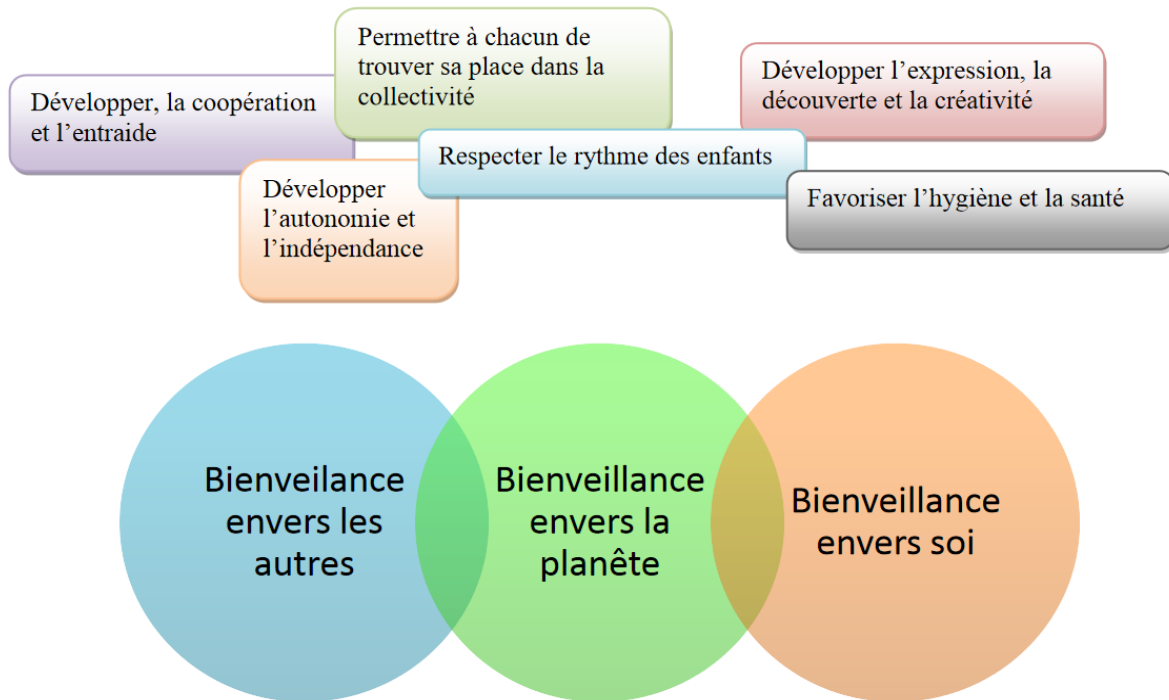 Permettre à chacun de
trouver sa place dans la
collectivité
Développer l’expression, la
découverte et la créativité
Développer, la coopération
et l’entraide
Respecter le rythme des enfants
Développer
l’autonomie et
l’indépendance
Favoriser l’hygiène et la santé
Bienveilance
envers les
autres
Bienveillance
envers la
planête
Bienveillance
envers soi